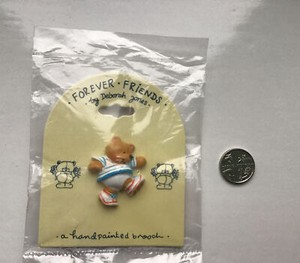 · FOREVER · FRIENDS ·
- by Deborah Jones -
· a handpainted brooch ·